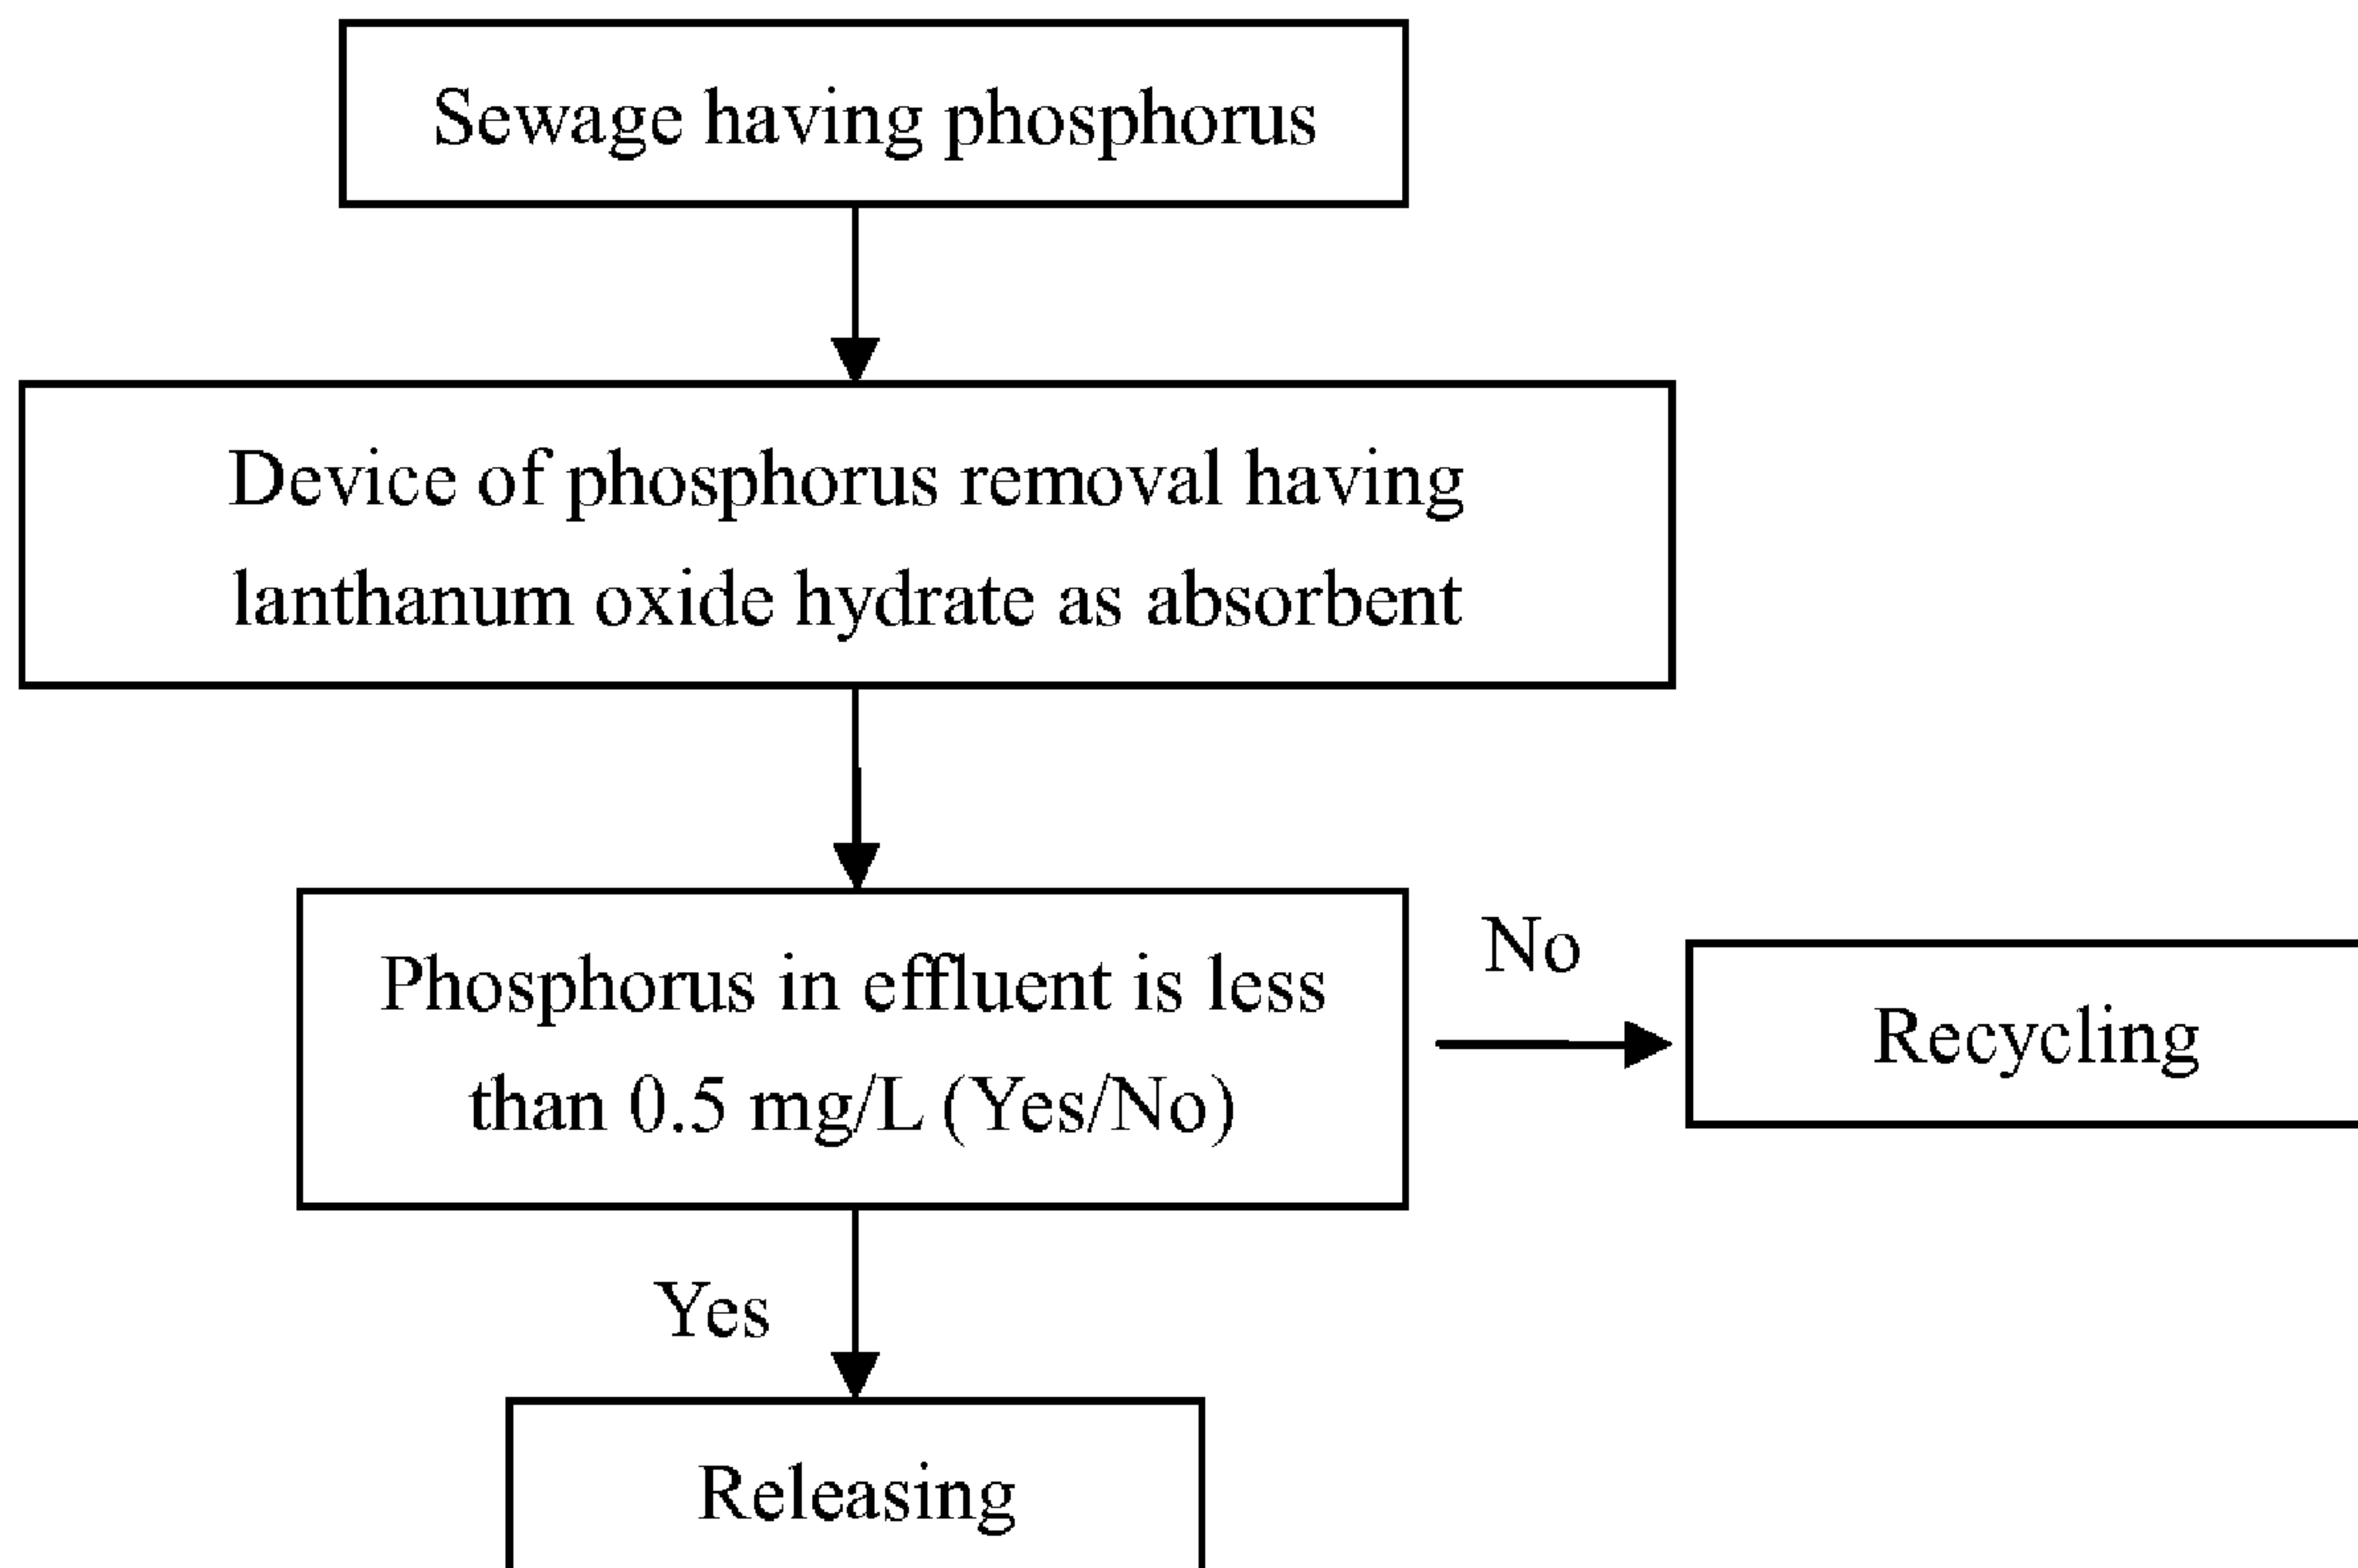 Sewage having phosphorus
Device of phosphorus removal having
lanthanum oxide hydrate as absorbent
Phosphorus in effluent is less
than 0.5 mg/L (Yes/No)
No
Recycling
Yes
Releasing